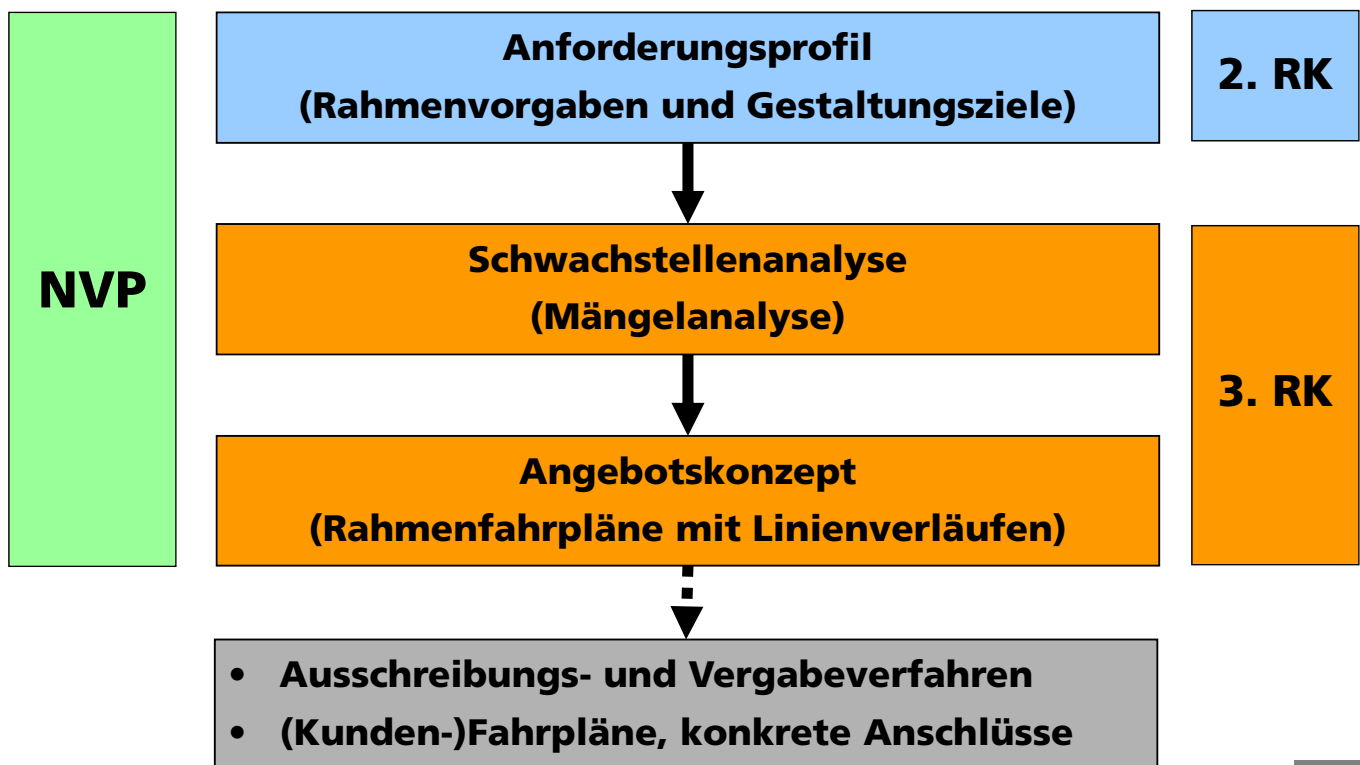 NVP
Anforderungsprofil
(Rahmenvorgaben und Gestaltungsziele)
2. RK
Schwachstellenanalyse
(Mängelanalyse)
3. RK
Angebotskonzept
(Rahmenfahrpläne mit Linienverläufen)
• Ausschreibungs- und Vergabeverfahren
• (Kunden-)Fahrpläne, konkrete Anschlüsse